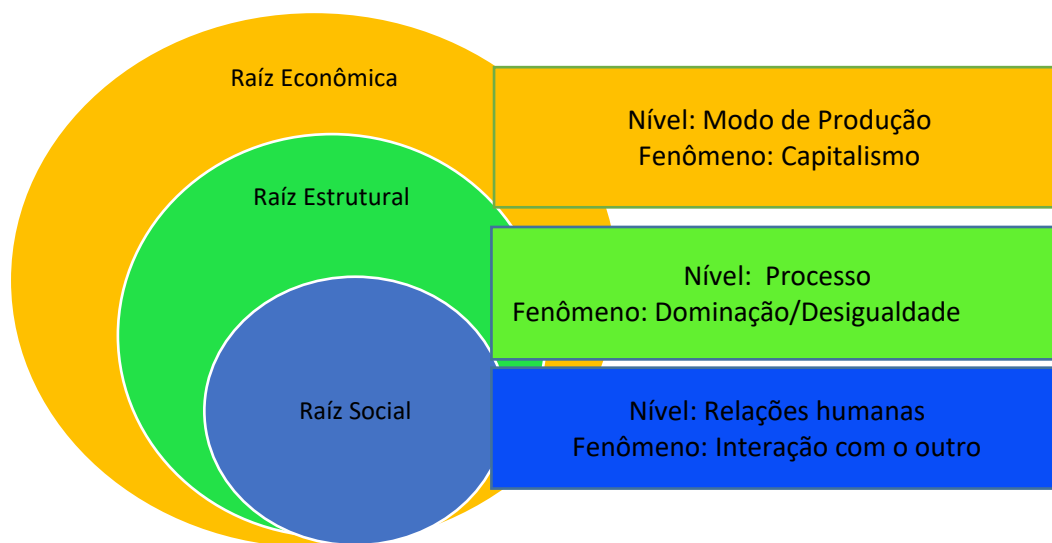 Raíz Econômica
Nível: Modo de Produção
Fenômeno: Capitalismo
Raíz Estrutural
Nível: Processo
Fenômeno: Dominação/Desigualdade
Raíz Social
Nível: Relações humanas
Fenômeno: Interação com o outro